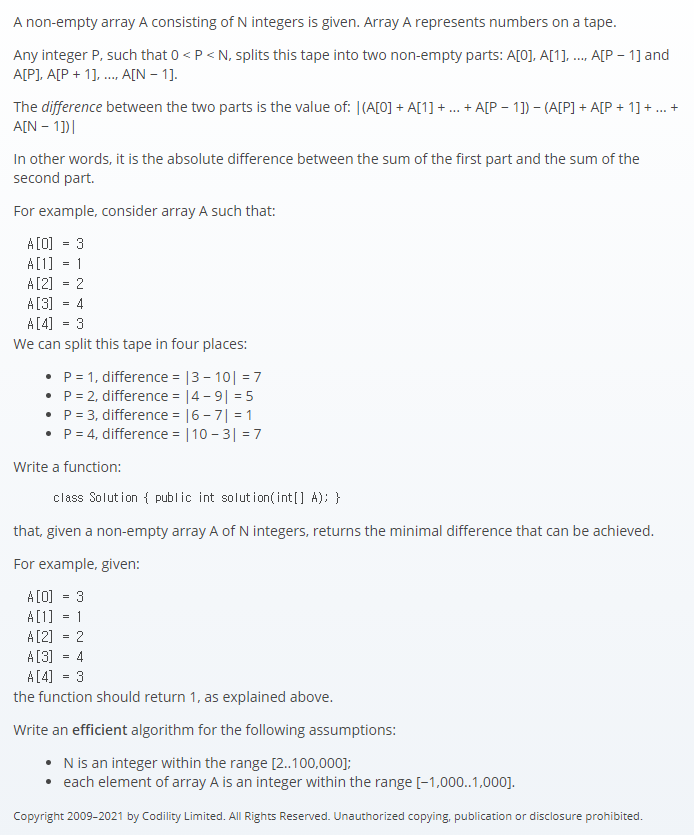 A non-empty array A consisting of N integers is given. Array A represents numbers on a tape.
Any integer P, such that 0 < P < N, splits this tape into two non-empty parts: A[0], A[1], ..., A[P − 1] and
A[P], A[P + 1], ..., A[N − 1].
The difference between the two parts is the value of: |(A[0] + A[1] + ... + A[P − 1]) − (A[P] + A[P + 1] + ... +
A[N − 1])|
In other words, it is the absolute difference between the sum of the first part and the sum of the
second part.
For example, consider array A such that:
A[0] = 3
A[1] = 1
A[2] = 2
A[3] = 4
A[4] = 3
We can split this tape in four places:
• P = 1, difference = |3 − 10| = 7
• P = 2, difference = |4 − 9| = 5
• P = 3, difference = |6 − 7| = 1
• P = 4, difference = |10 − 3| = 7
Write a function:
class Solution { public int solution(int[] A); }
that, given a non-empty array A of N integers, returns the minimal difference that can be achieved.
For example, given:
A[0] = 3
A[1] = 1
A[2] = 2
A[3] = 4
A[4] = 3
the function should return 1, as explained above.
Write an efficient algorithm for the following assumptions:
• N is an integer within the range [2..100,000];
• each element of array A is an integer within the range [−1,000..1,000].
Copyright 2009–2021 by Codility Limited. All Rights Reserved. Unauthorized copying, publication or disclosure prohibited.